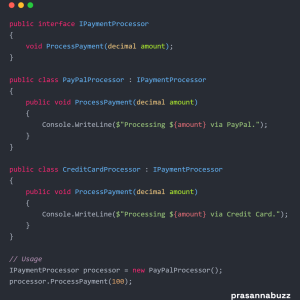 public interface IPaymentProcessor
{
    void ProcessPayment(decimal amount);
}

public class PayPalProcessor : IPaymentProcessor
{
    public void ProcessPayment(decimal amount)
    {
        Console.WriteLine($"Processing ${amount} via PayPal.");
    }
}

public class CreditCardProcessor : IPaymentProcessor
{
    public void ProcessPayment(decimal amount)
    {
        Console.WriteLine($"Processing ${amount} via Credit Card.");
    }
}

// Usage
IPaymentProcessor processor = new PayPalProcessor();
processor.ProcessPayment(100);
prasannabuzz